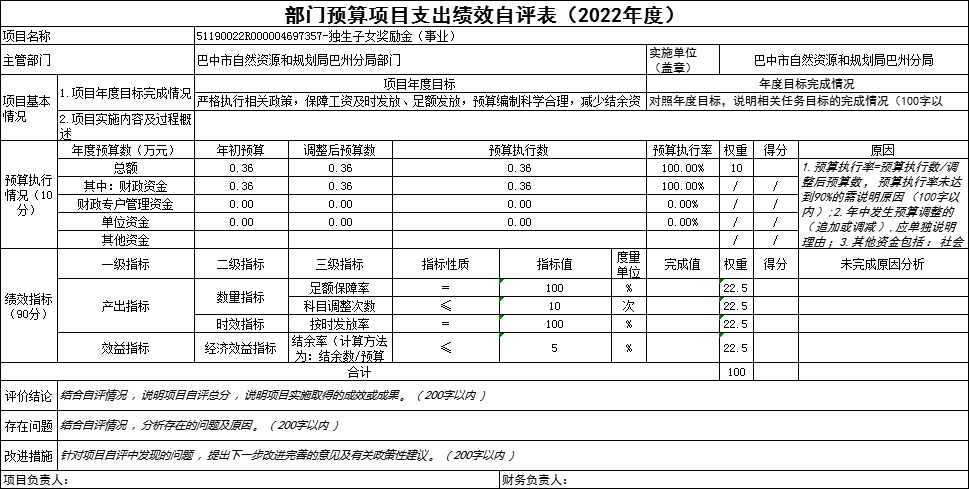 部门预算项目支出绩效自评表（2022年度）
项目名称 51190022R000004697357-独生子女奖励金（事业）
主管部门 巴中市自然资源和规划局巴州分局部门 实施单位（盖章） 巴中市自然资源和规划局巴州分局
项目基本情况 1. 项目年度目标完成情况 项目年度目标 年度目标完成情况
严格执行相关政策，保障工资及时发放、足额发放，预算编制科学合理，减少结余资 对照年度目标，说明相关任务目标的完成情况（100字以
2. 项目实施内容及过程概述
预算执行情况（10分） 年度预算数（万元） 年初预算 调整后预算数 预算执行数 预算执行率 权重 得分 原因
总额 0.36 0.36 0.36 100.00% 10
其中：财政资金 0.36 0.36 0.36 100.00% / /
财政专户管理资金 0.00 0.00 0.00 0.00% / /
单位资金 0.00 0.00 0.00 0.00% / /
其他资金 / /
1. 预算执行率=预算执行数/调整后预算数，预算执行率未达到90%的需说明原因（100字以内）；2. 年中发生预算调整的（追加或调减），应单独说明理由；3. 其他资金包括：社会
绩效指标（90分） 一级指标 二级指标 三级指标 指标性质 指标值 度量单位 完成值 权重 得分 未完成原因分析
产出指标 数量指标 足额保障率 ＝ 100 % 22.5
科目调整次数 ≤ 10 次 22.5
时效指标 按时发放率 ＝ 100 % 22.5
效益指标 经济效益指标 结余率（计算方法为：结余数/预算 ≤ 5 % 22.5
合计 100
评价结论 结合自评情况，说明项目自评总分，说明项目实施取得的成效或成果。（200字以内）
存在问题 结合自评情况，分析存在的问题及原因。（200字以内）
改进措施 针对项目自评中发现的问题，提出下一步改进完善的意见及有关政策性建议。（200字以内）
项目负责人： 财务负责人：